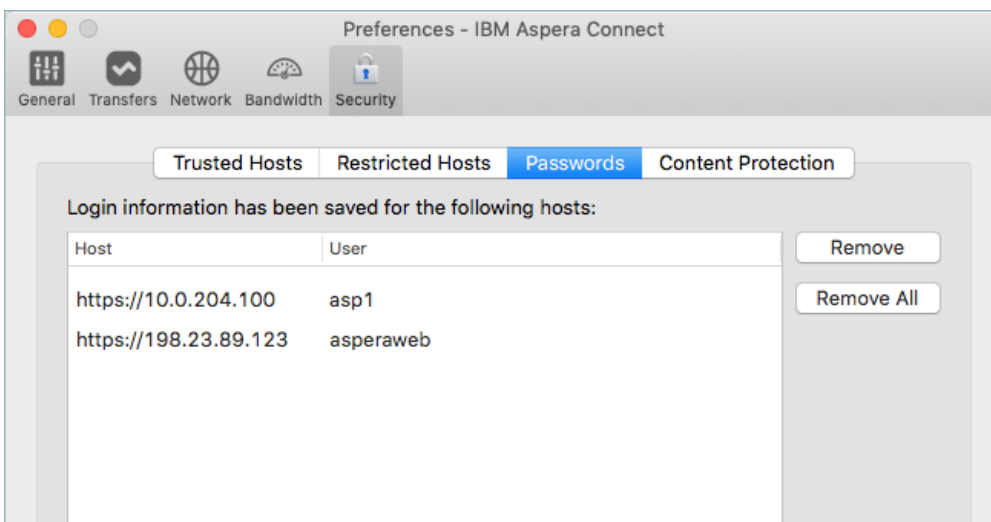 Preferences - IBM Aspera Connect
General Transfers Network Bandwidth Security
Trusted Hosts Restricted Hosts Passwords Content Protection
Login information has been saved for the following hosts:
Host User Remove
https://10.0.204.100 asp1 Remove All
https://198.23.89.123 asperaweb